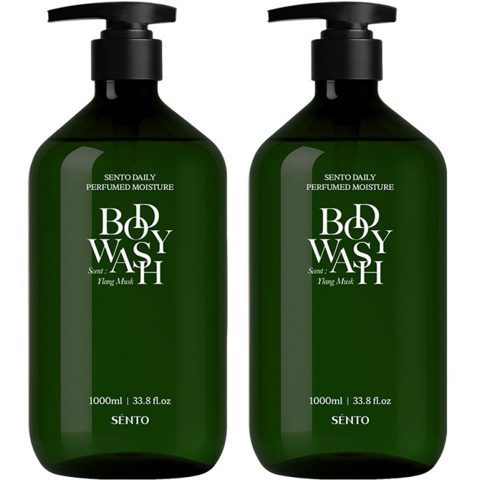 SENTO DAILY
PERFUMED MOISTURE
BODY
WASH
Scent :
Ylang Musk
1000ml | 33.8 fl.oz
SENTO
SENTO DAILY
PERFUMED MOISTURE
BODY
WASH
Scent :
Ylang Musk
1000ml | 33.8 fl.oz
SENTO